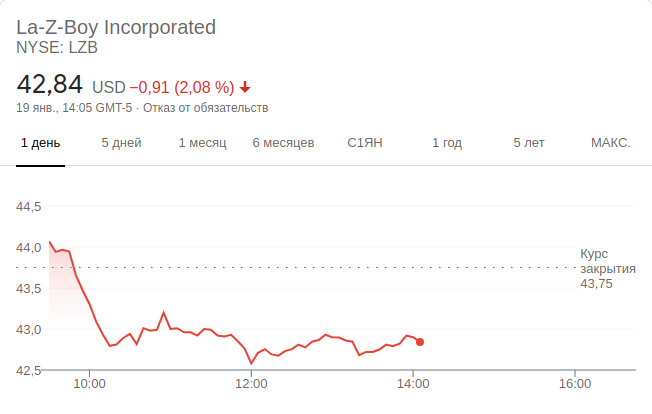 La-Z-Boy Incorporated
NYSE: LZB
42,84 USD −0,91 (2,08 %)
19 янв., 14:05 GMT-5 · Отказ от обязательств
1 день 5 дней 1 месяц 6 месяцев С1ЯН 1 год 5 лет МАКС.
44,5
44,0
43,5
43,0
42,5
Курс
закрытия
43,75
10:00 12:00 14:00 16:00